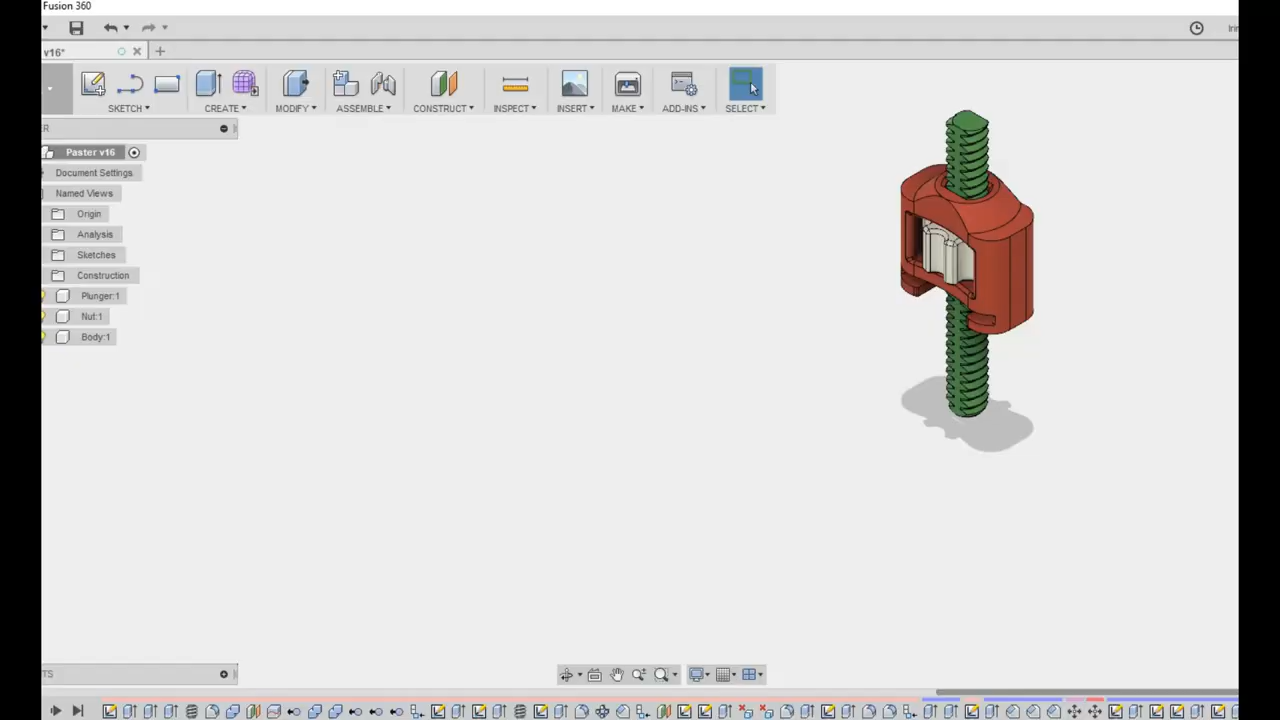 Fusion 360
v16*
SKETCH CREATE MODIFY ASSEMBLE CONSTRUCT INSPECT INSERT MAKE ADD-INS SELECT
Paster v16
Document Settings
Named Views
Origin
Analysis
Sketches
Construction
Plunger:1
Nut:1
Body:1